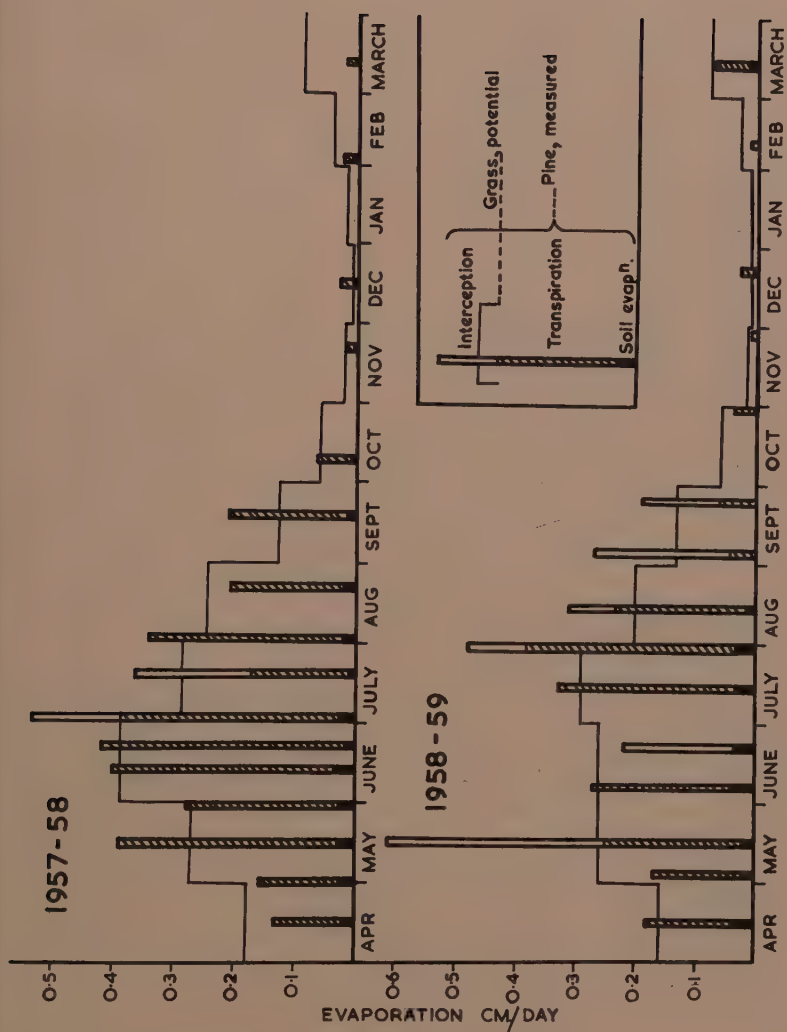 1957-58
0·5
0·4
0·3
0·2
0·1
APR MAY JUNE JULY AUG SEPT OCT NOV DEC JAN FEB MARCH
Interception
Grass, potential
Transpiration
Pine, measured
Soil evapn.
1958-59
0·6
0·5
0·4
0·3
0·2
0·1
APR MAY JUNE JULY AUG SEPT OCT NOV DEC JAN FEB MARCH
EVAPORATION CM/DAY